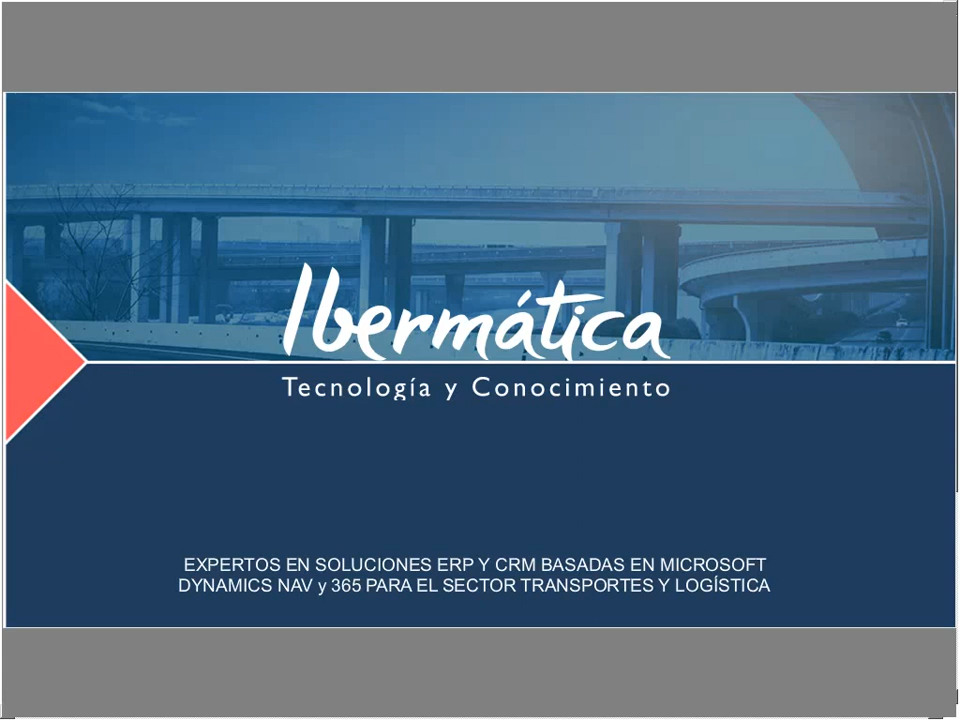 Ibermática
Tecnología y Conocimiento
EXPERTOS EN SOLUCIONES ERP Y CRM BASADAS EN MICROSOFT
DYNAMICS NAV y 365 PARA EL SECTOR TRANSPORTES Y LOGÍSTICA